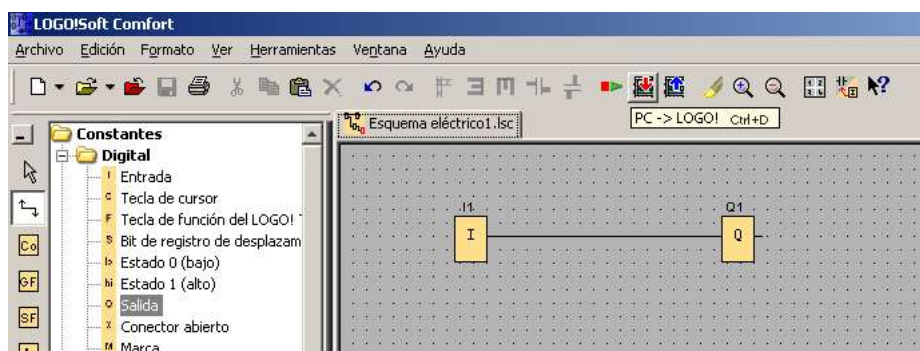 LOGO!Soft Comfort
Archivo Edición Formato Ver Herramientas Ventana Ayuda
PC -> LOGO! Ctrl+D
Esquema eléctrico1.lsc
Constantes
Digital
I Entrada
C Tecla de cursor
F Tecla de función del LOGO!
S Bit de registro de desplazam
lo Estado 0 (bajo)
hi Estado 1 (alto)
Q Salida
X Conector abierto
M Marca
Co
GF
SF
I1
I
Q1
Q